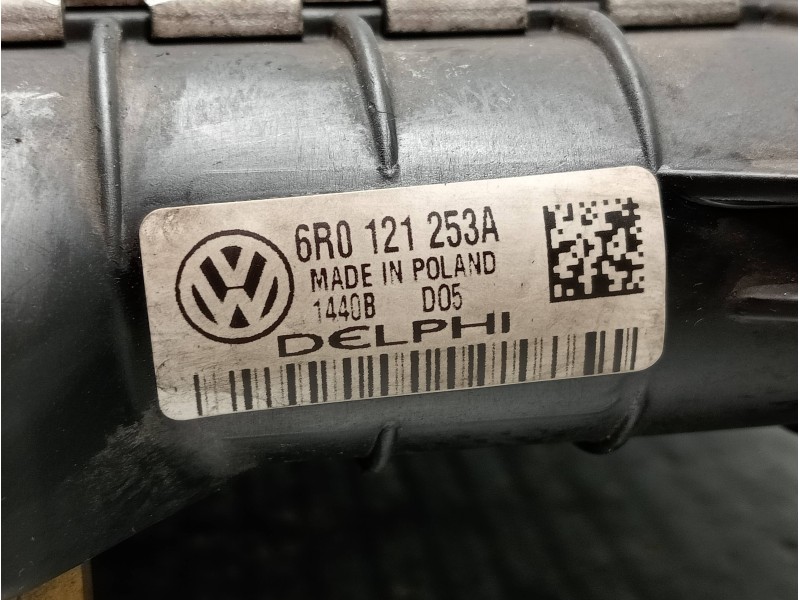 6R0 121 253A
MADE IN POLAND
1440B D05
DELPHI